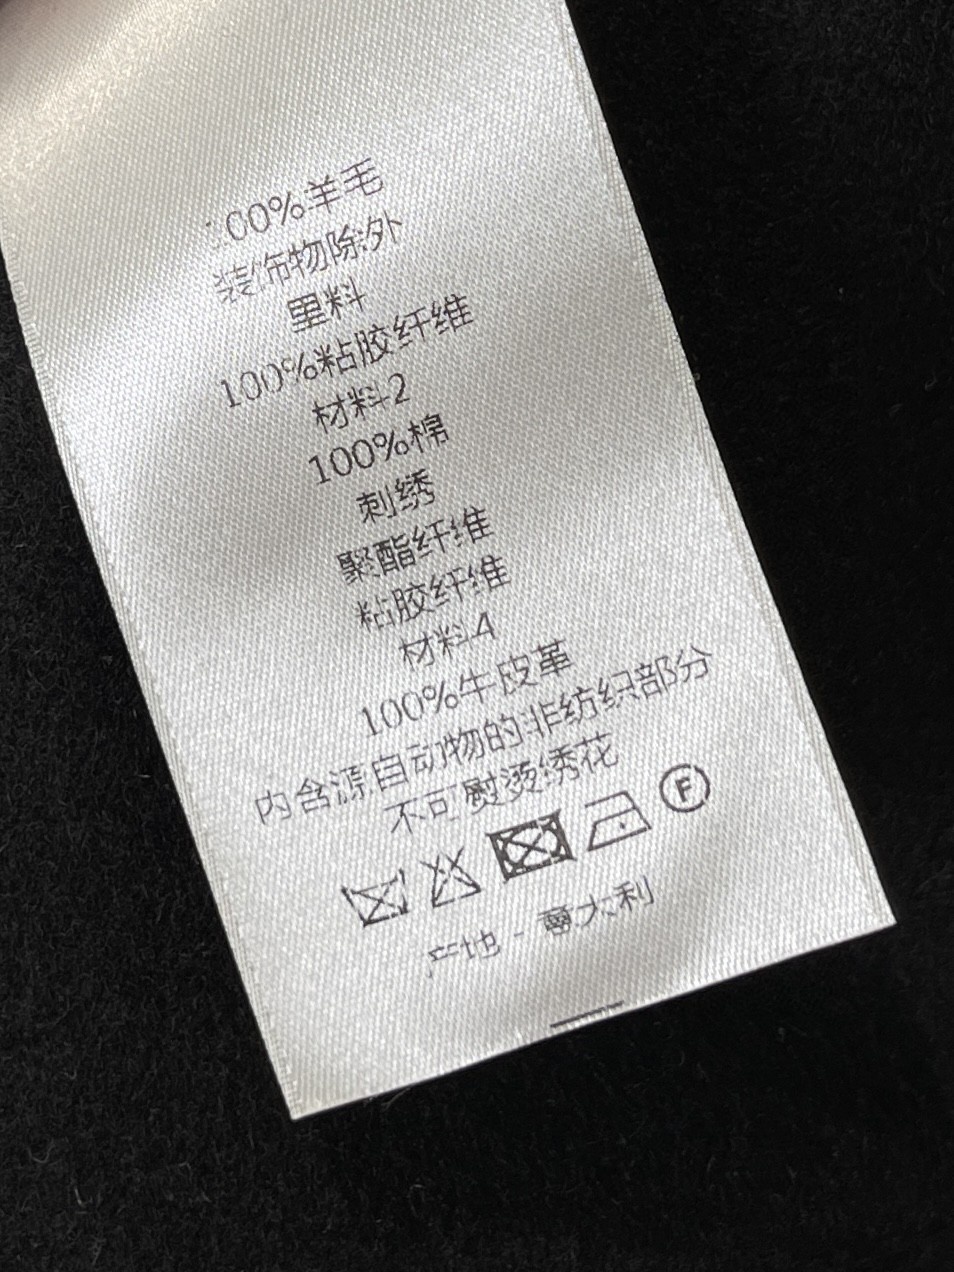 100%羊毛
装饰物除外
里料
100%粘胶纤维
材料2
100%棉
刺绣
聚酯纤维
粘胶纤维
材料4
100%牛皮革
内含源自动物的非纺织部分
不可熨烫绣花
F
产地 - 意大利